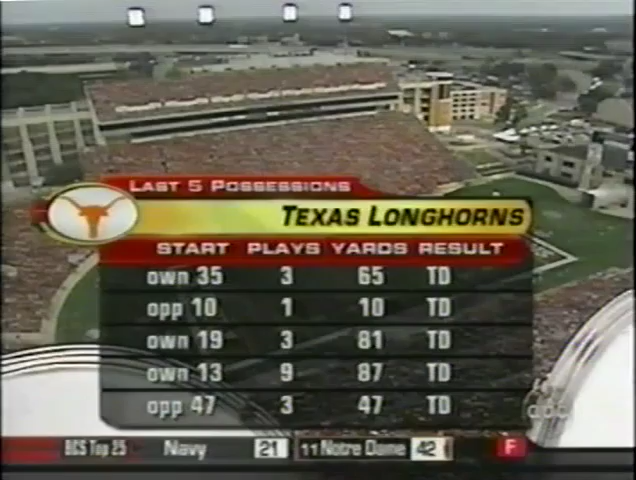 LAST 5 POSSESSIONS
TEXAS LONGHORNS
START PLAYS YARDS RESULT
own 35 3 65 TD
opp 10 1 10 TD
own 19 3 81 TD
own 13 9 87 TD
opp 47 3 47 TD
abc
BCS Top 25 Navy 21 11 Notre Dame 42 F